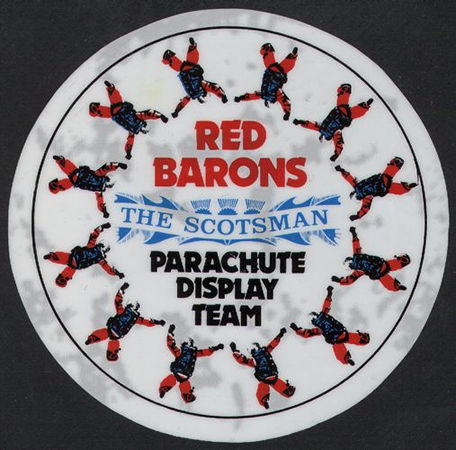 RED
BARONS
THE SCOTSMAN
PARACHUTE
DISPLAY
TEAM